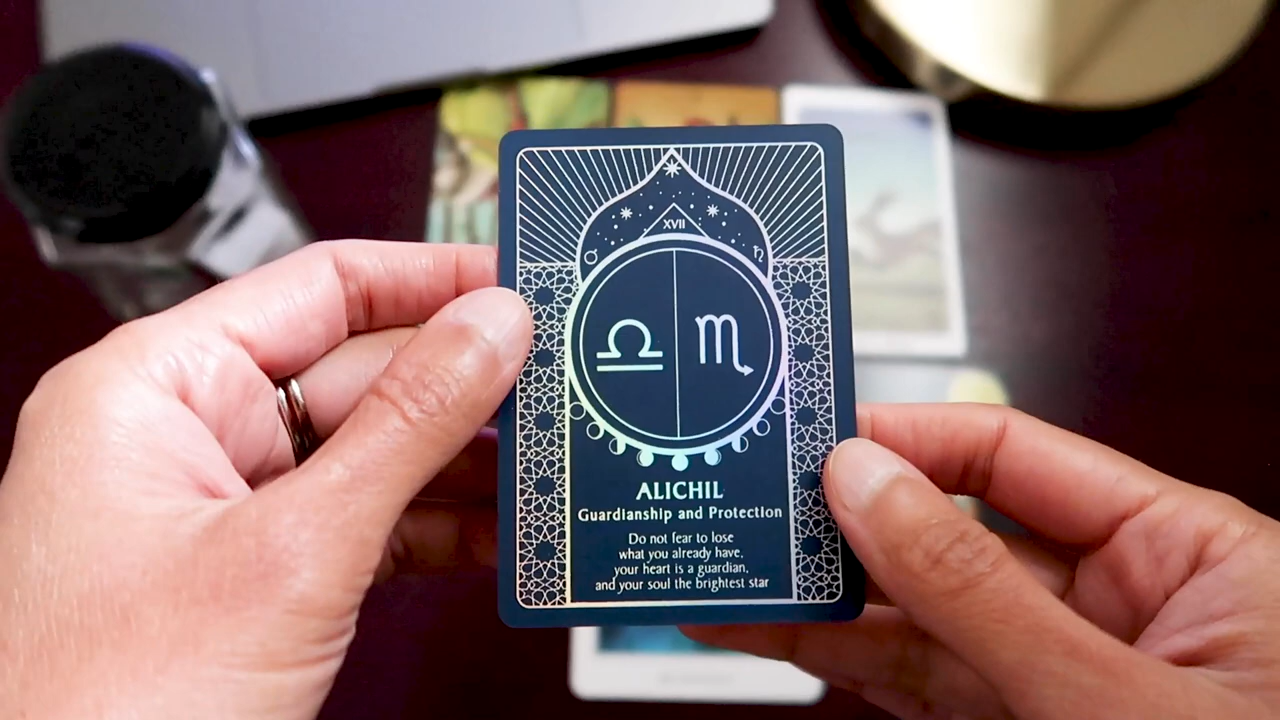 XVII
ALICHIL
Guardianship and Protection
Do not fear to lose
what you already have,
your heart is a guardian,
and your soul the brightest star